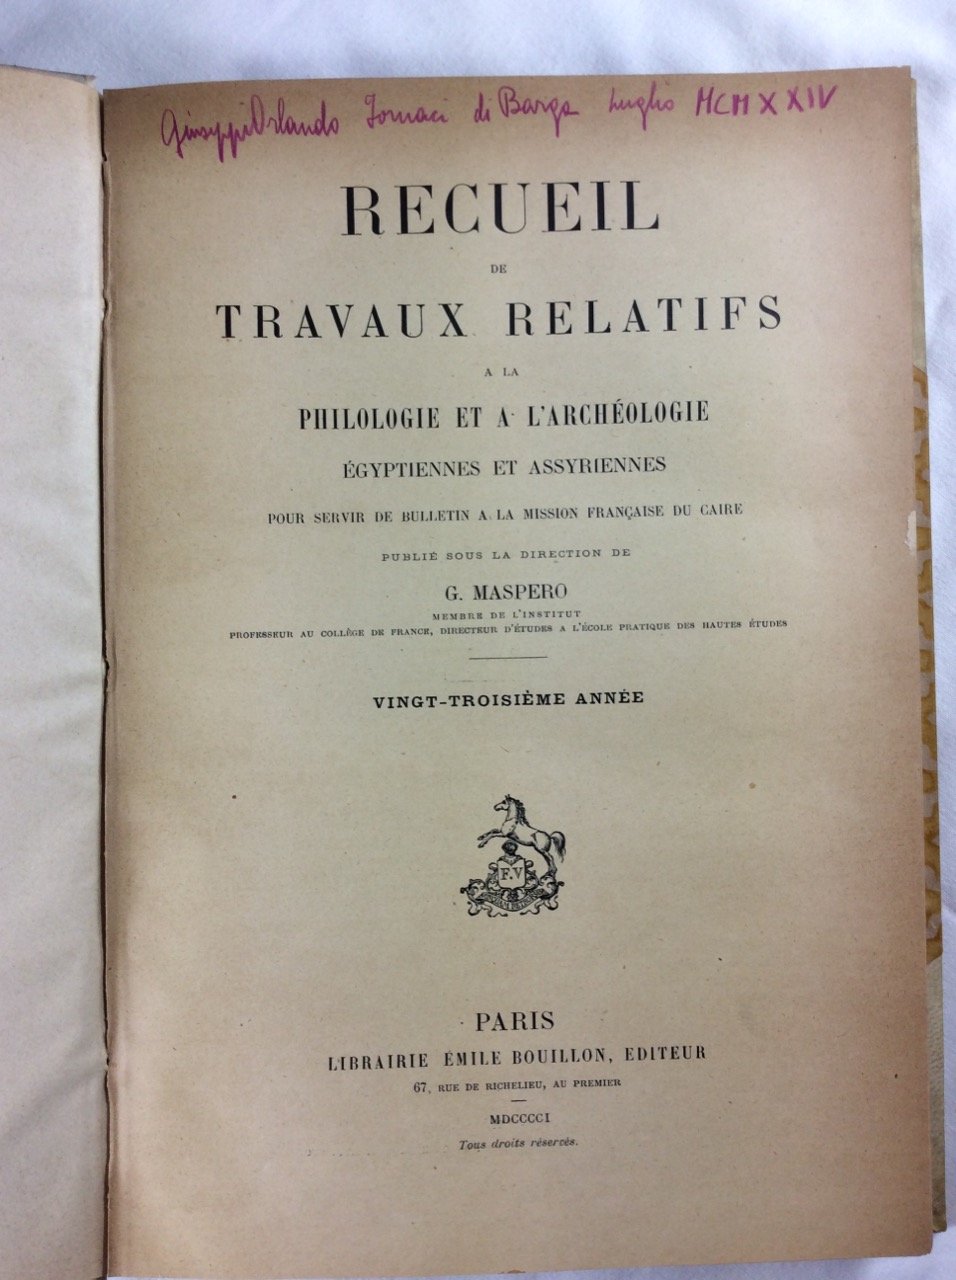 Giuseppi Orlando Tornaci di Barga Luglio MCMXXXIV
RECUEIL
DE
TRAVAUX RELATIFS
A LA
PHILOLOGIE ET A L'ARCHÉOLOGIE
ÉGYPTIENNES ET ASSYRIENNES
POUR SERVIR DE BULLETIN A LA MISSION FRANÇAISE DU CAIRE
PUBLIÉ SOUS LA DIRECTION DE
G. MASPERO
MEMBRE DE L'INSTITUT
PROFESSEUR AU COLLÈGE DE FRANCE, DIRECTEUR D'ÉTUDES A L'ÉCOLE PRATIQUE DES HAUTES ÉTUDES
VINGT-TROISIÈME ANNÉE
F.V
PARIS
LIBRAIRIE ÉMILE BOUILLON, EDITEUR
67, RUE DE RICHELIEU, AU PREMIER
MDCCCCI
Tous droits réservés.